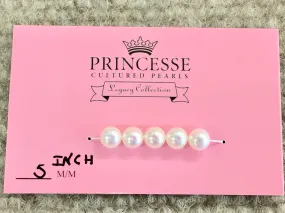 PRINCESSE
CULTURED PEARLS
Legacy Collection
5 INCH
M/M